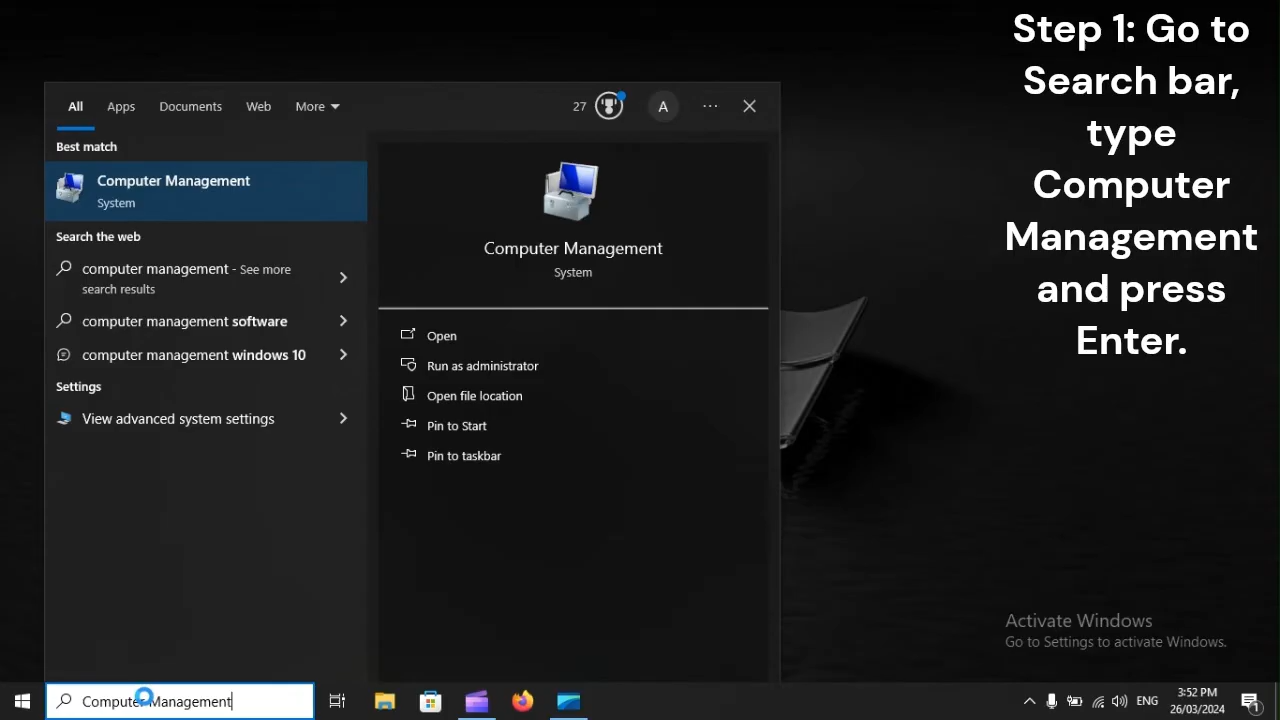 Step 1: Go to
Search bar,
type
Computer
Management
and press
Enter.
All Apps Documents Web More 27 A ...
Best match
Computer Management
System
Search the web
computer management - See more
search results
computer management software
computer management windows 10
Settings
View advanced system settings
Computer Management
System
Open
Run as administrator
Open file location
Pin to Start
Pin to taskbar
Activate Windows
Go to Settings to activate Windows.
Computer Management
ENG
3:52 PM
26/03/2024
1